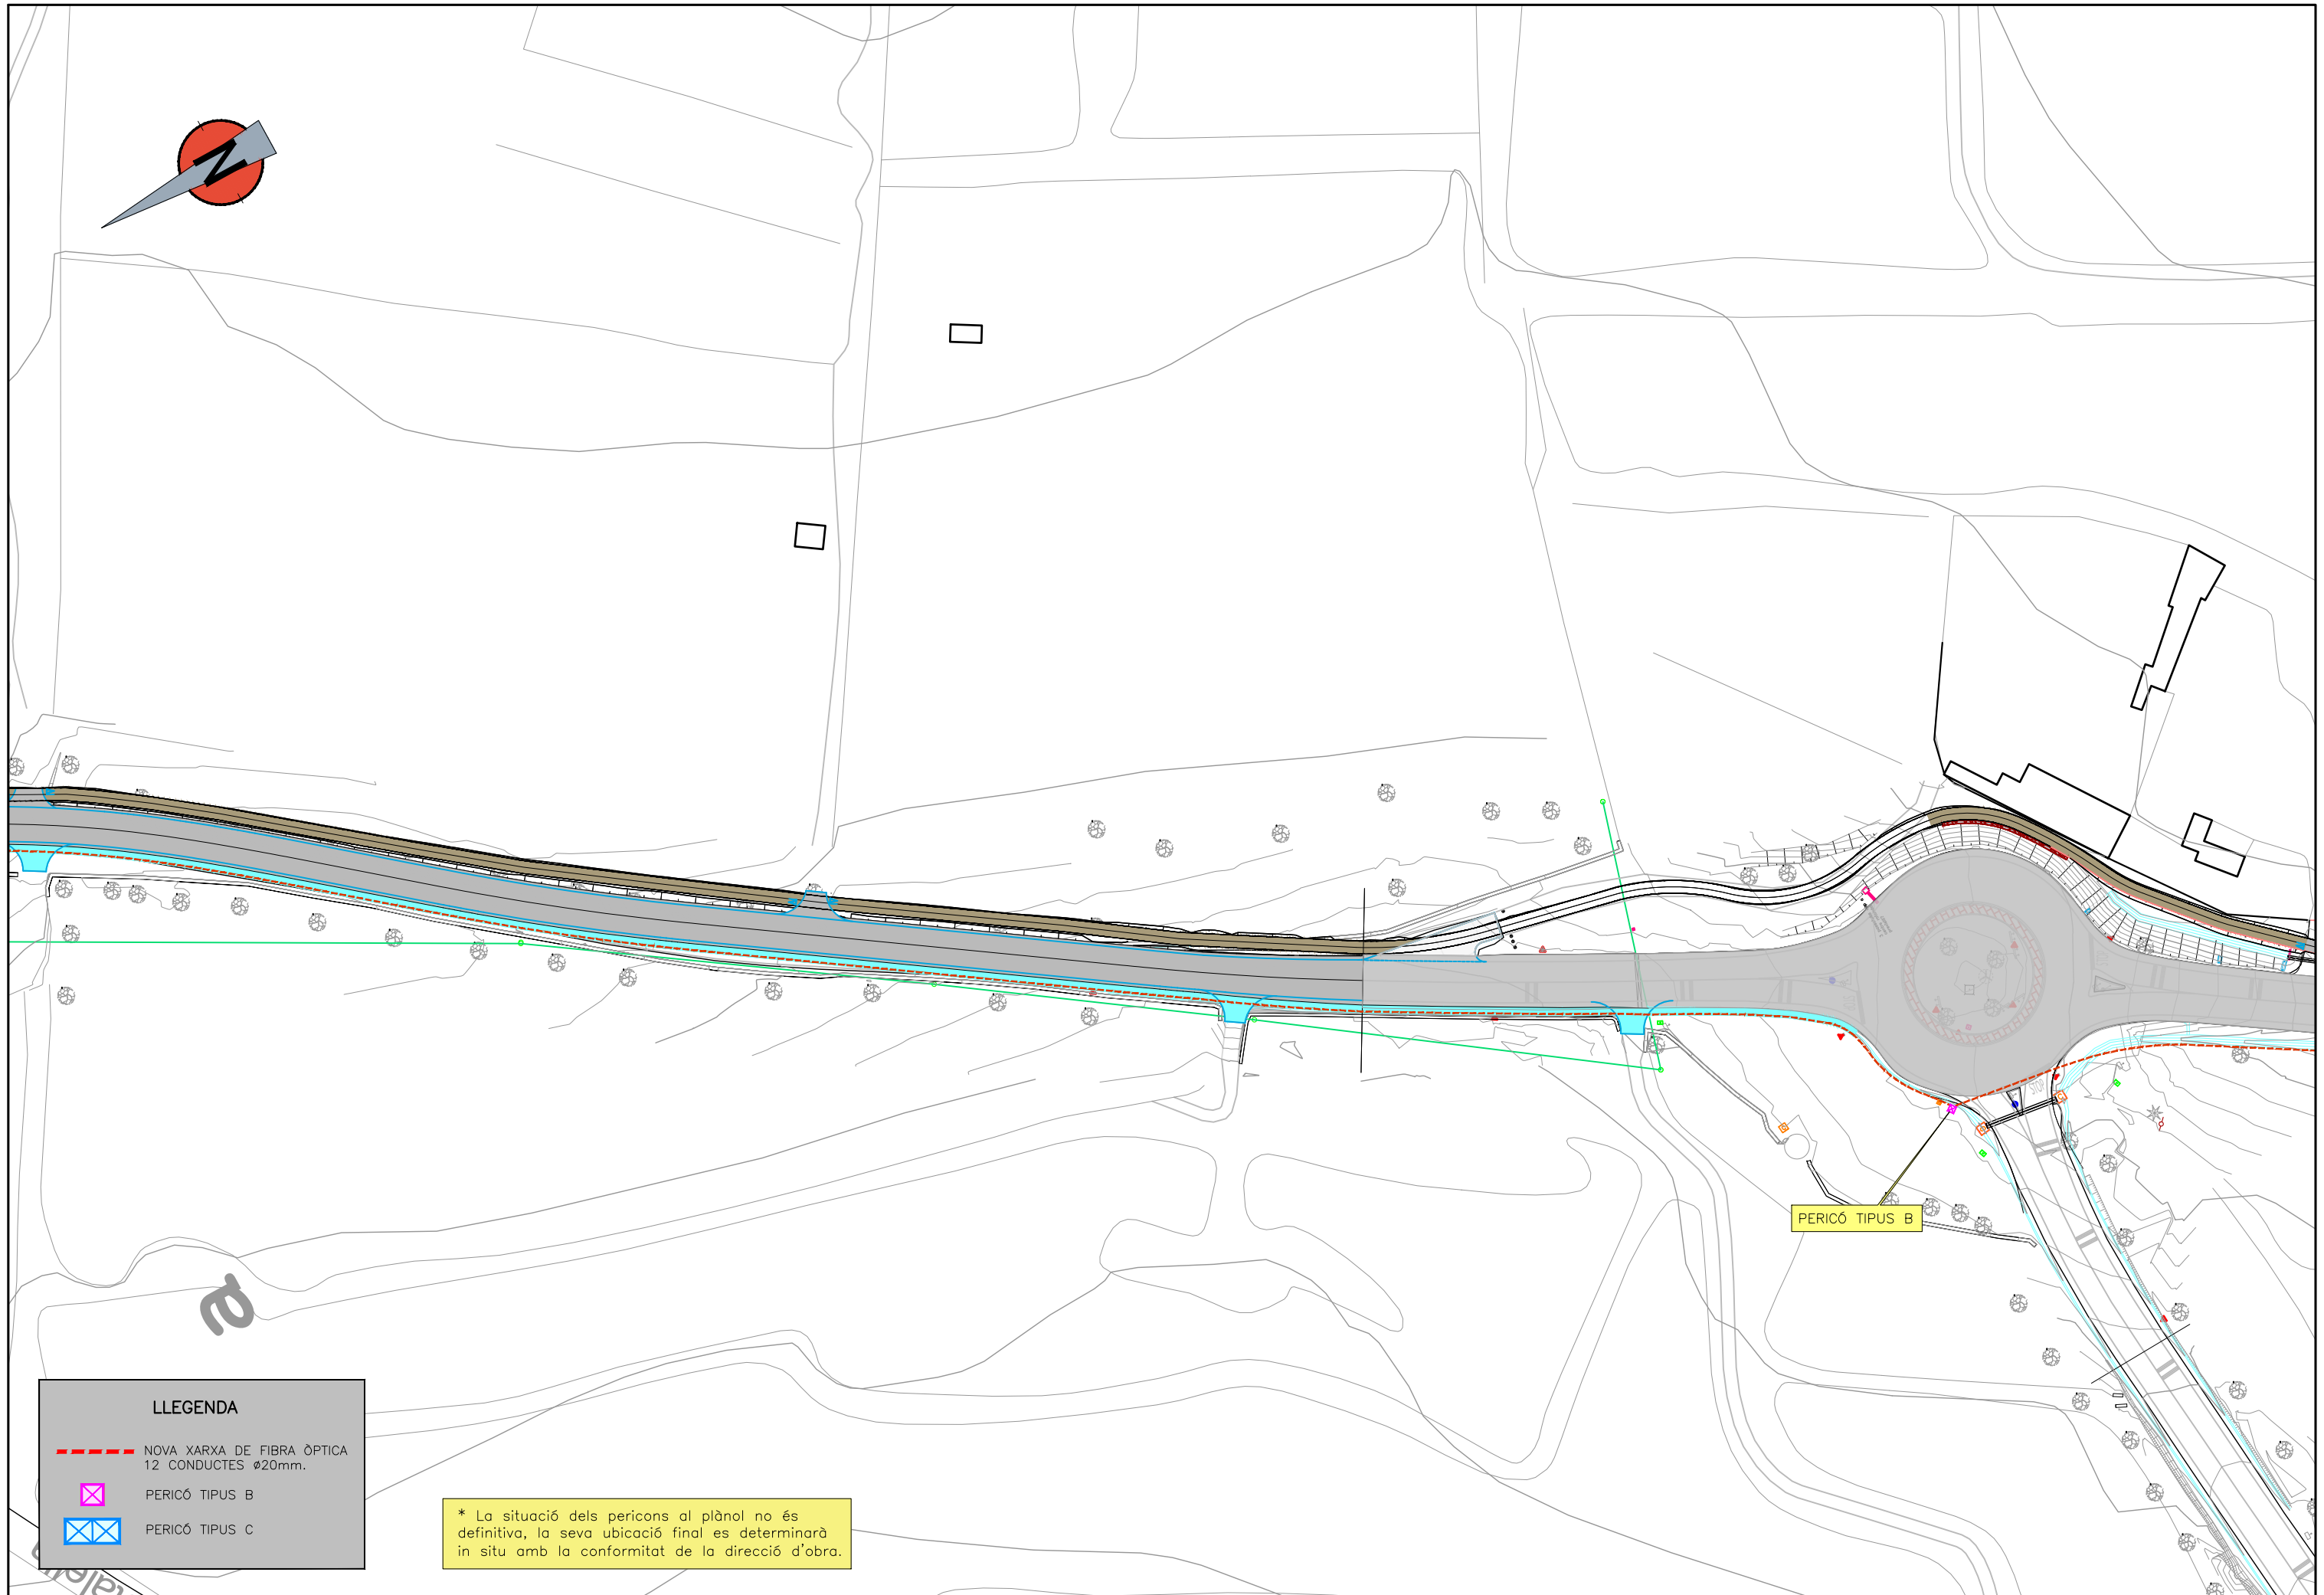 N
STOP
PERICÓ TIPUS B
a
LLEGENDA
NOVA XARXA DE FIBRA ÒPTICA
12 CONDUCTES ø20mm.
PERICÓ TIPUS B
PERICÓ TIPUS C
* La situació dels pericons al plànol no és
definitiva, la seva ubicació final es determinarà
in situ amb la conformitat de la direcció d'obra.